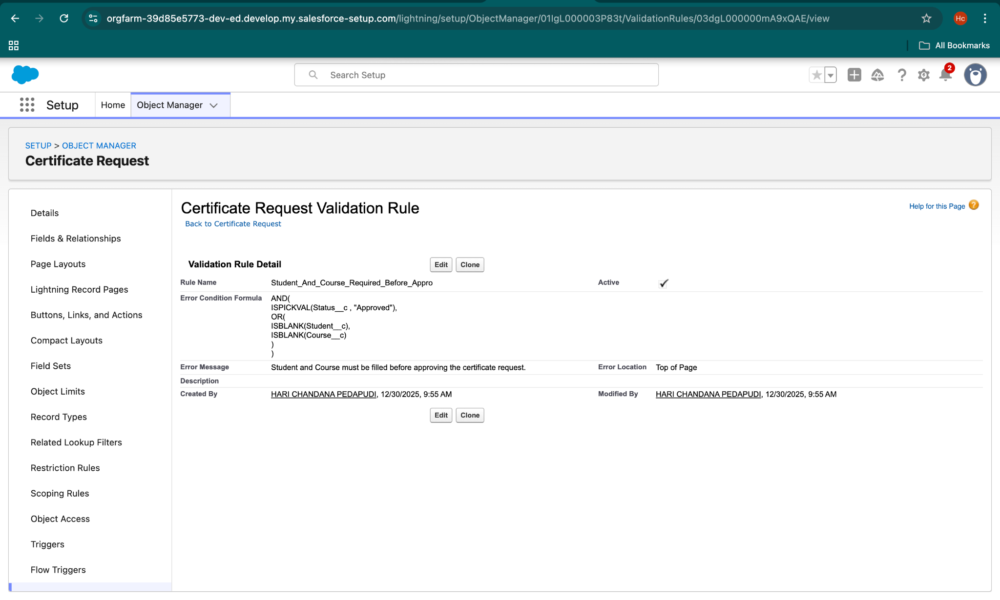 orgfarm-39d85e5773-dev-ed.develop.my.salesforce-setup.com/lightning/setup/ObjectManager/01IgL000003P83t/ValidationRules/03dgL000000mA9xQAE/view
Hc
All Bookmarks
Search Setup
2
Setup
Home
Object Manager
SETUP > OBJECT MANAGER
Certificate Request
Details
Fields & Relationships
Page Layouts
Lightning Record Pages
Buttons, Links, and Actions
Compact Layouts
Field Sets
Object Limits
Record Types
Related Lookup Filters
Restriction Rules
Scoping Rules
Object Access
Triggers
Flow Triggers
Certificate Request Validation Rule
Help for this Page ?
Back to Certificate Request
Validation Rule Detail
Edit Clone
Rule Name Student_And_Course_Required_Before_Appro Active
Error Condition Formula AND(
ISPICKVAL(Status__c , "Approved"),
OR(
ISBLANK(Student__c),
ISBLANK(Course__c)
)
)
Error Message Student and Course must be filled before approving the certificate request. Error Location Top of Page
Description
Created By HARI CHANDANA PEDAPUDI, 12/30/2025, 9:55 AM Modified By HARI CHANDANA PEDAPUDI, 12/30/2025, 9:55 AM
Edit Clone